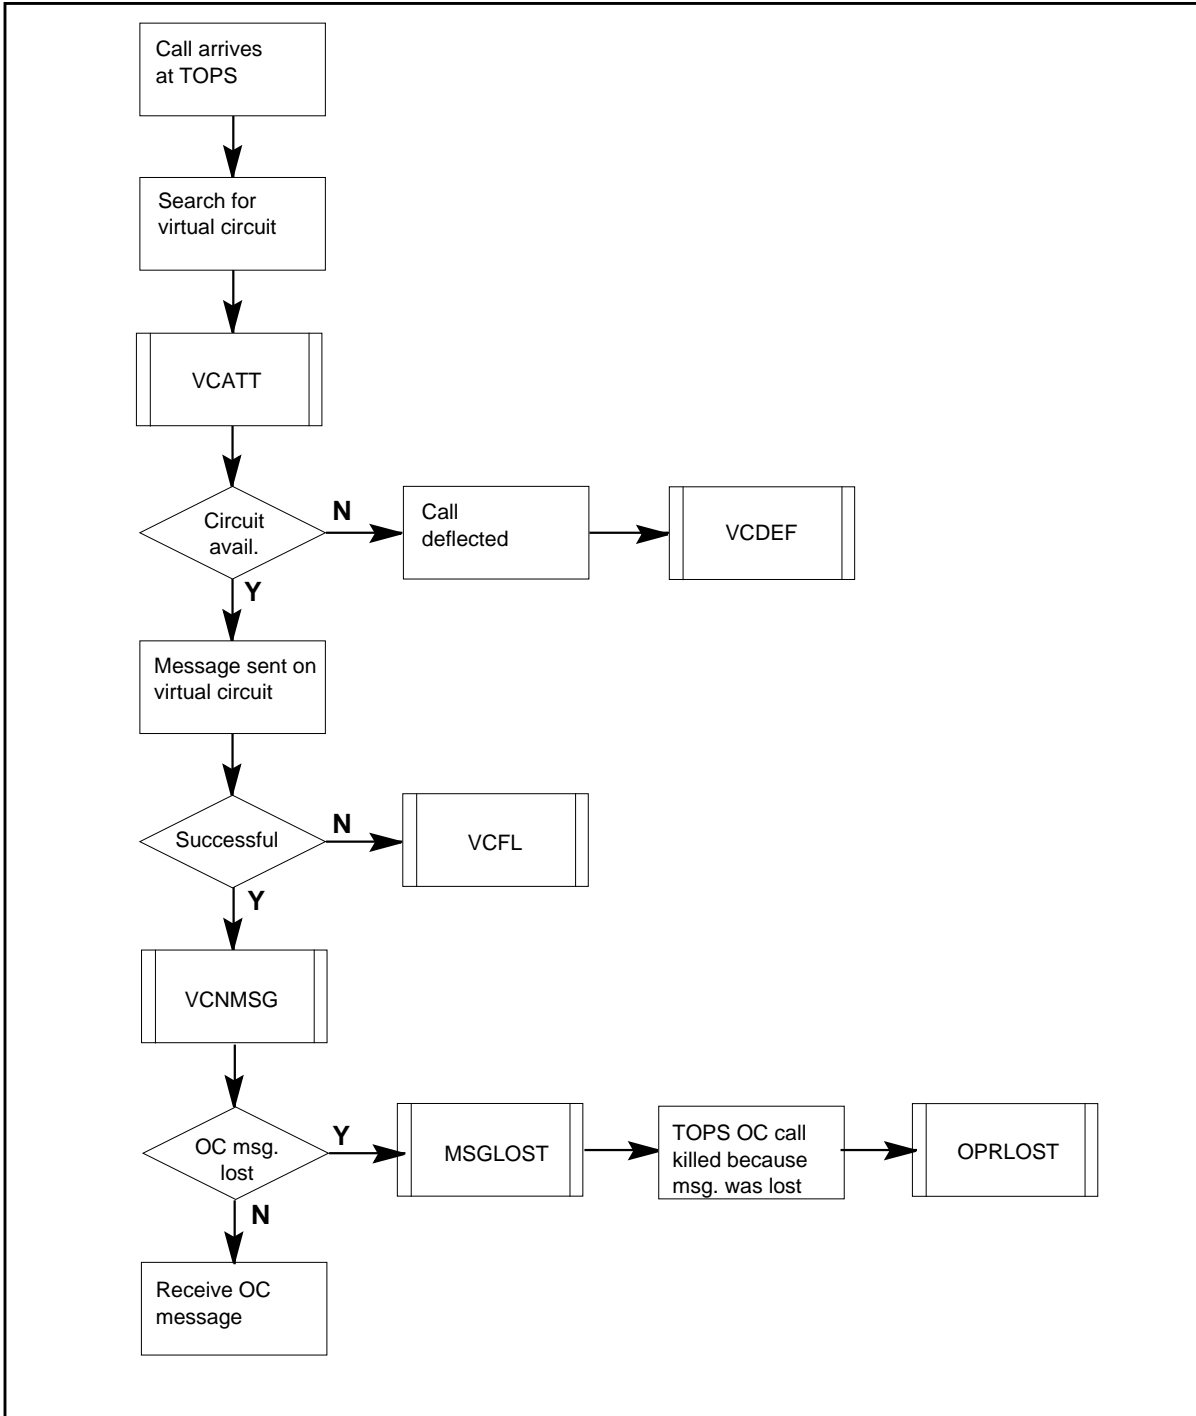 Call arrives
at TOPS
Search for
virtual circuit
VCATT
Circuit
avail.
N
Call
deflected
VCDEF
Y
Message sent on
virtual circuit
Successful
N
VCFL
Y
VCNMSG
OC msg.
lost
Y
MSGLOST
TOPS OC call
killed because
msg. was lost
OPRLOST
N
Receive OC
message